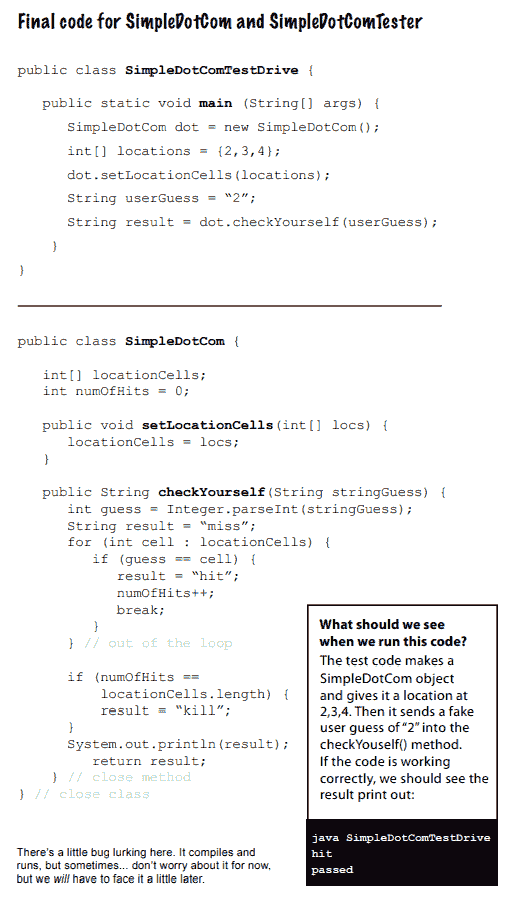 Final code for SimpleDotCom and SimpleDotComTester
public class SimpleDotComTestDrive {
public static void main (String[] args) {
SimpleDotCom dot = new SimpleDotCom();
int[] locations = {2,3,4};
dot.setLocationCells(locations);
String userGuess = “2”;
String result = dot.checkYourself(userGuess);
}
}
public class SimpleDotCom {
int[] locationCells;
int numOfHits = 0;
public void setLocationCells(int[] locs) {
locationCells = locs;
}
public String checkYourself(String stringGuess) {
int guess = Integer.parseInt(stringGuess);
String result = “miss”;
for (int cell : locationCells) {
if (guess == cell) {
result = “hit”;
numOfHits++;
break;
}
} // out of the loop
if (numOfHits ==
locationCells.length) {
result = “kill”;
}
System.out.println(result);
return result;
} // close method
} // close class
There’s a little bug lurking here. It compiles and
runs, but sometimes... don’t worry about it for now,
but we will have to face it a little later.
What should we see
when we run this code?
The test code makes a
SimpleDotCom object
and gives it a location at
2,3,4. Then it sends a fake
user guess of “2” into the
checkYouself() method.
If the code is working
correctly, we should see the
result print out:
java SimpleDotComTestDrive
hit
passed